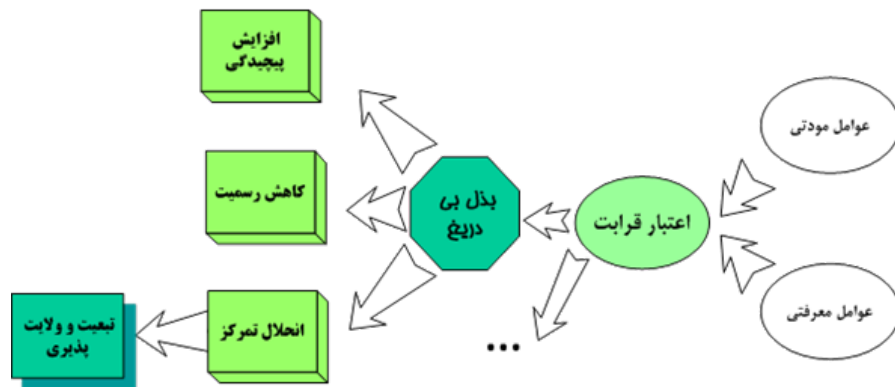 عوامل مودتی
عوامل معرفتی
اعتبار قرابت
...
بذل بی
دریغ
افزایش
پیچیدگی
کاهش رسمیت
انحلال تمرکز
تبعیت و ولایت
پذیری